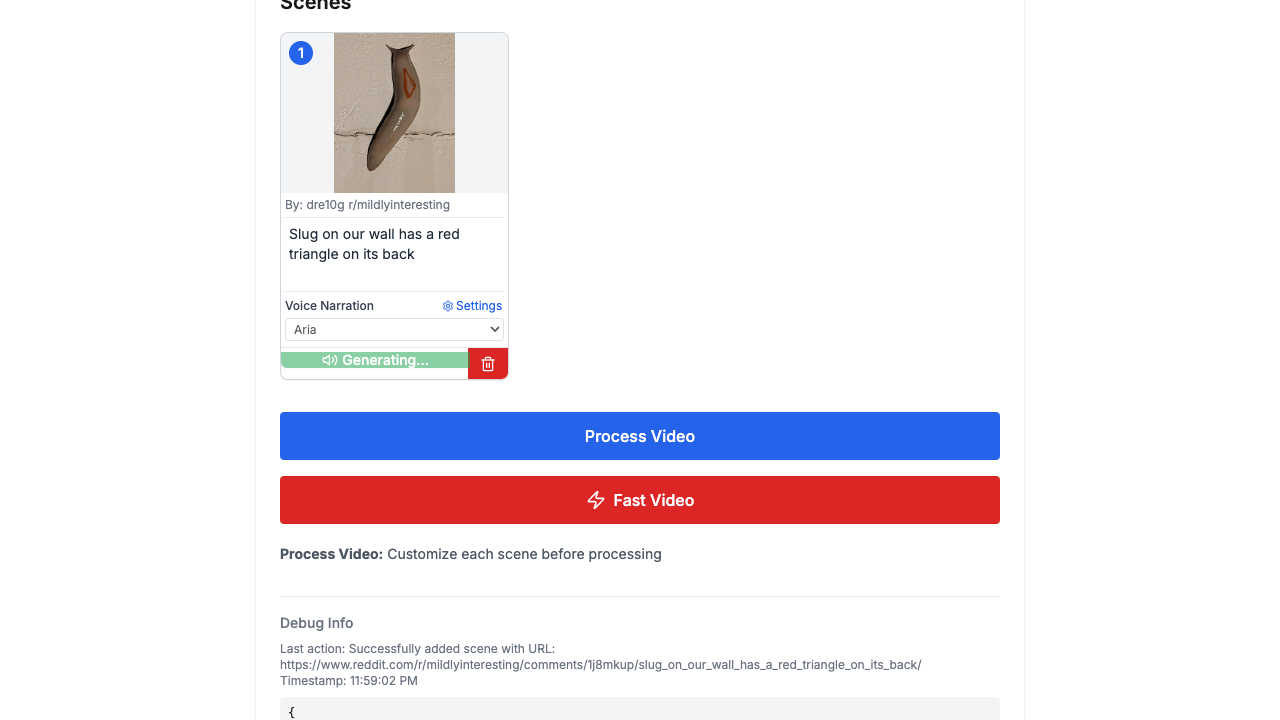 Scenes
1
By: dre10g r/mildlyinteresting
Slug on our wall has a red
triangle on its back
Voice Narration
Settings
Aria
Generating...
Process Video
Fast Video
Process Video: Customize each scene before processing
Debug Info
Last action: Successfully added scene with URL:
https://www.reddit.com/r/mildlyinteresting/comments/1j8mkup/slug_on_our_wall_has_a_red_triangle_on_its_back/
Timestamp: 11:59:02 PM
{